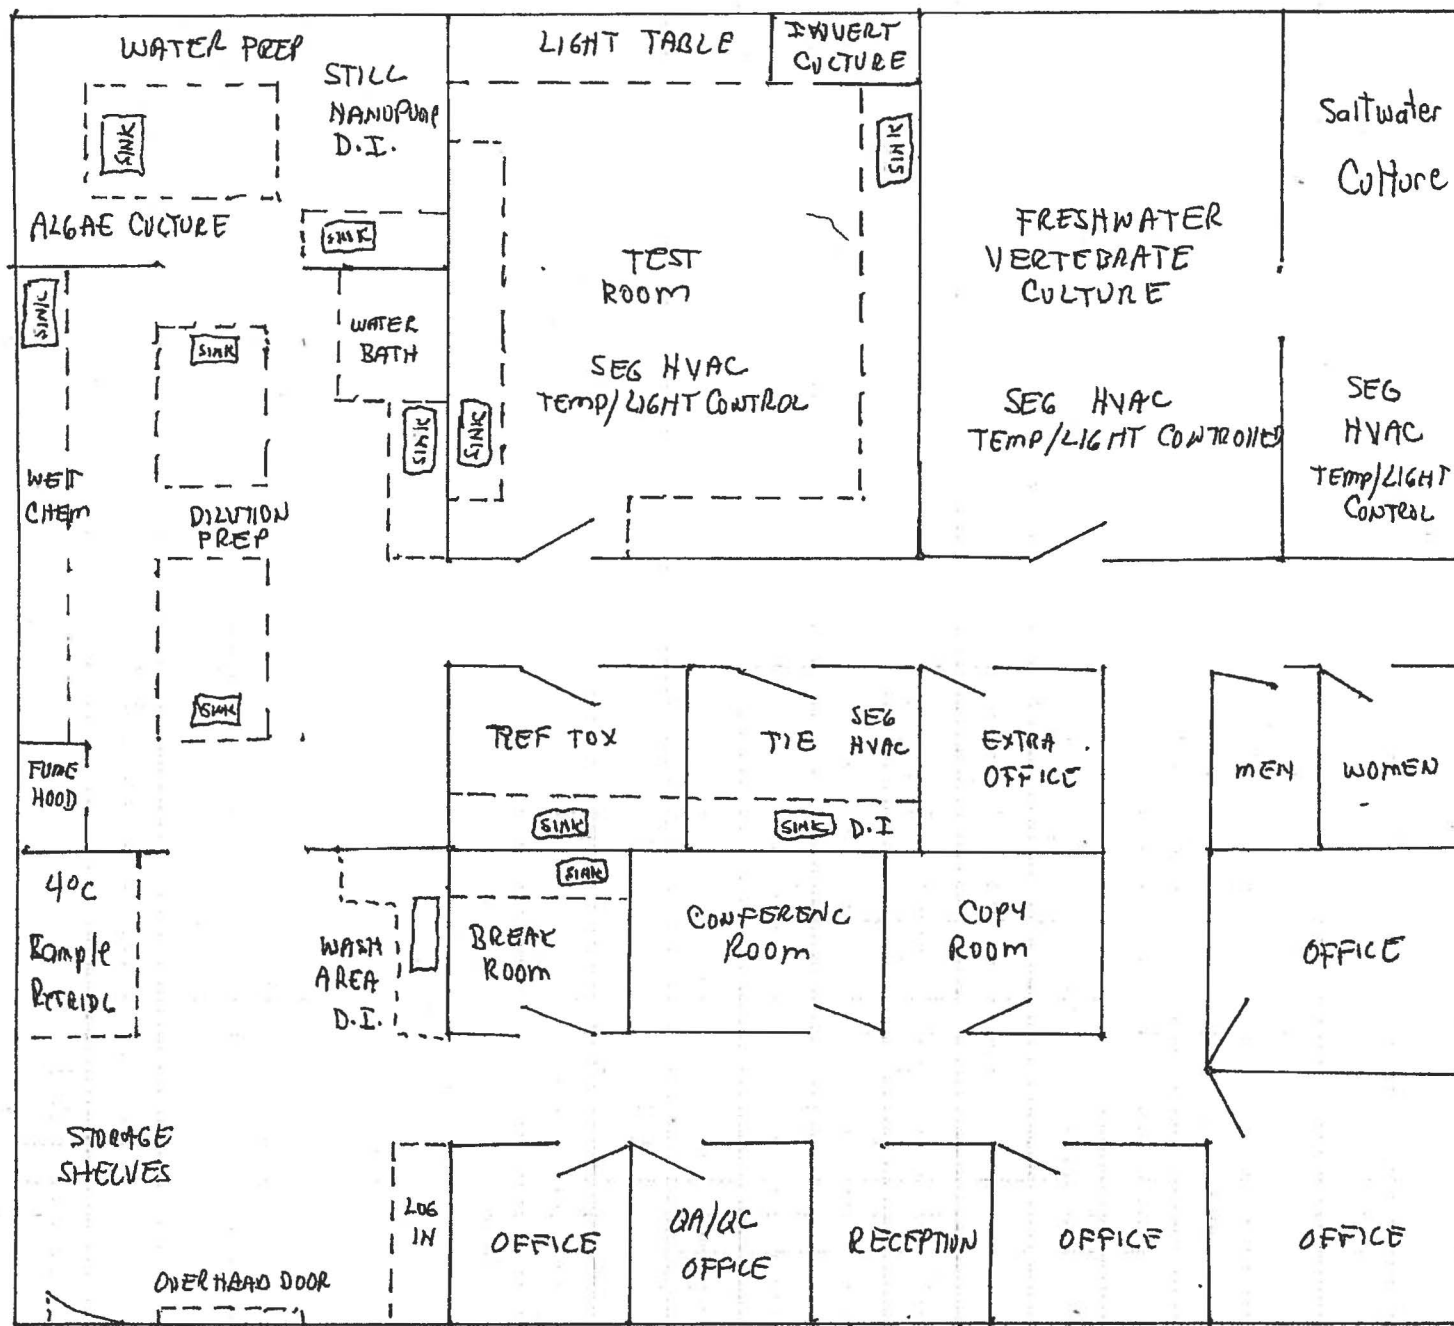 WATER PREP
STILL
NANOPUMP
D.I.
SINK
ALGAE CULTURE
SINK
LIGHT TABLE
INVERT
CULTURE
SINK
TEST
ROOM
SEG HVAC
TEMP/LIGHT CONTROL
SINK
FRESHWATER
VERTEBRATE
CULTURE
SEG HVAC
TEMP/LIGHT CONTROLLED
Saltwater
Culture
SEG
HVAC
TEMP/LIGHT
CONTROL
SINK
SINK
WATER
BATH
SINK
WET
CHEM
DILUTION
PREP
SINK
FUME
HOOD
REF TOX
SINK
TIE
SEG
HVAC
SINK D.I
EXTRA
OFFICE
MEN
WOMEN
4°C
Sample
WASH
AREA
D.I.
SINK
BREAK
ROOM
CONFERENC
ROOM
COPY
ROOM
OFFICE
STORAGE
SHELVES
LOG
IN
OFFICE
QA/QC
OFFICE
RECEPTION
OFFICE
OFFICE
OVERHEAD DOOR